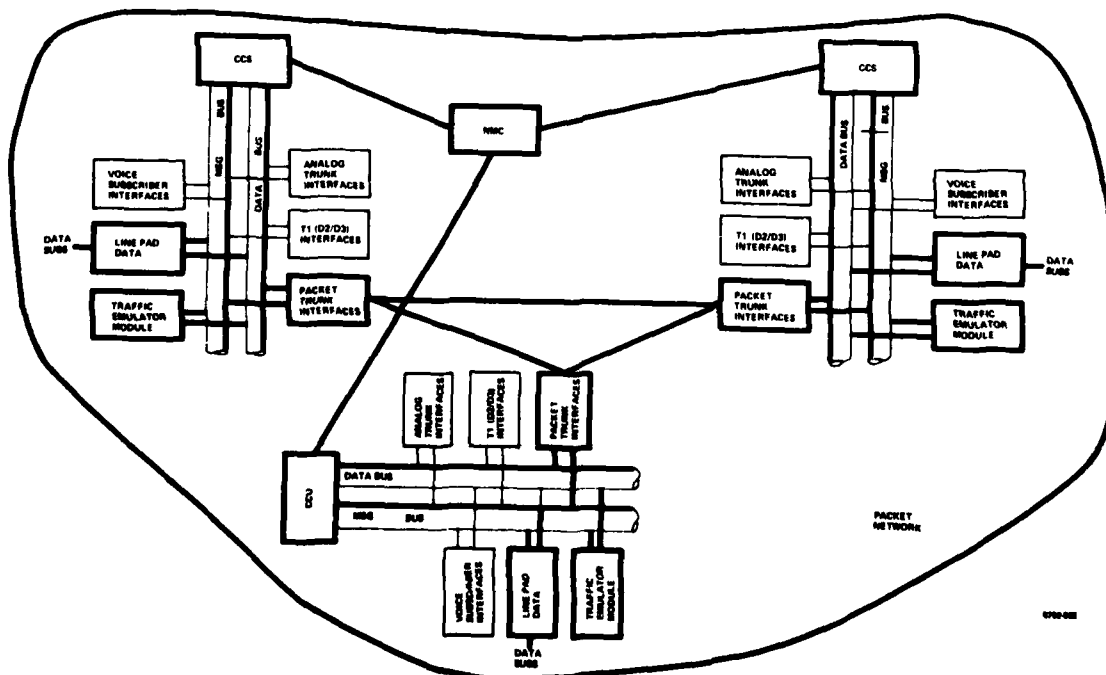 CCS
CCS
NMC
MSG BUS
DATA BUS
VOICE
SUBSCRIBER
INTERFACES
ANALOG
TRUNK
INTERFACES
T1 (D2/D3)
INTERFACES
DATA
SUBS
LINE PAD
DATA
PACKET
TRUNK
INTERFACES
TRAFFIC
EMULATOR
MODULE
DATA BUS
MSG BUS
ANALOG
TRUNK
INTERFACES
VOICE
SUBSCRIBER
INTERFACES
T1 (D2/D3)
INTERFACES
LINE PAD
DATA
DATA
SUBS
PACKET
TRUNK
INTERFACES
TRAFFIC
EMULATOR
MODULE
ANALOG
TRUNK
INTERFACES
T1 (D2/D3)
INTERFACES
PACKET
TRUNK
INTERFACES
CCU
DATA BUS
MSG BUS
VOICE
SUBSCRIBER
INTERFACES
LINE PAD
DATA
TRAFFIC
EMULATOR
MODULE
DATA
SUBS
PACKET
NETWORK